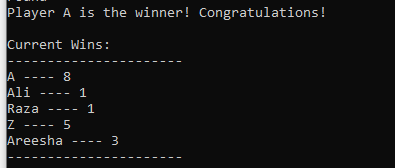 Player A is the winner! Congratulations!
Current Wins:
----------------------
A ---- 8
Ali ---- 1
Raza ---- 1
Z ---- 5
Areesha ---- 3
----------------------